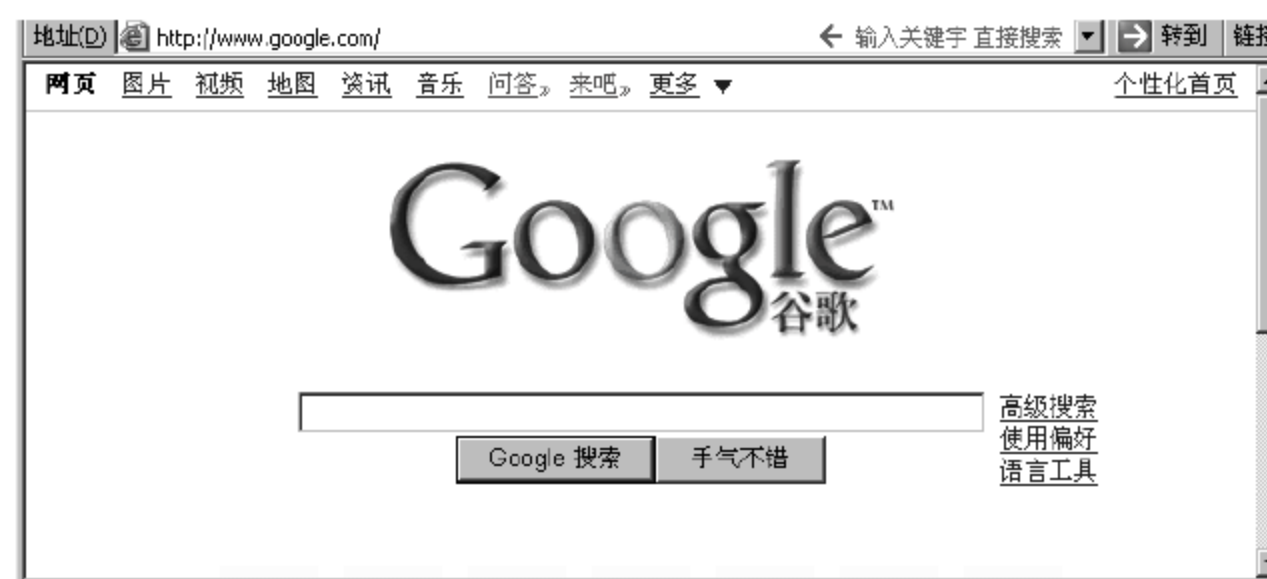 地址(D) http://www.google.com/ 输入关键字 直接搜索 转到 链接
网页 图片 视频 地图 资讯 音乐 问答» 来吧» 更多 ▼ 个性化首页
Google™
谷歌
高级搜索
Google 搜索 手气不错 使用偏好
语言工具